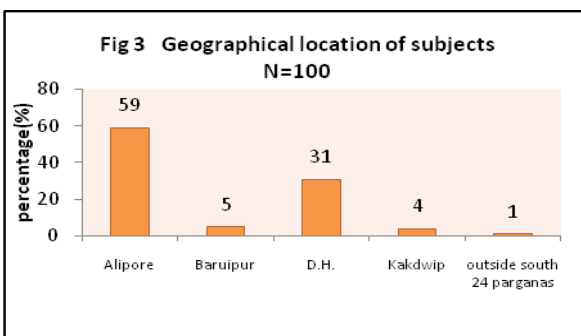 Fig 3 Geographical location of subjects
N=100
percentage(%)
80
60
40
20
0
59
5
31
4
1
Alipore
Baruipur
D.H.
Kakdwip
outside south
24 parganas